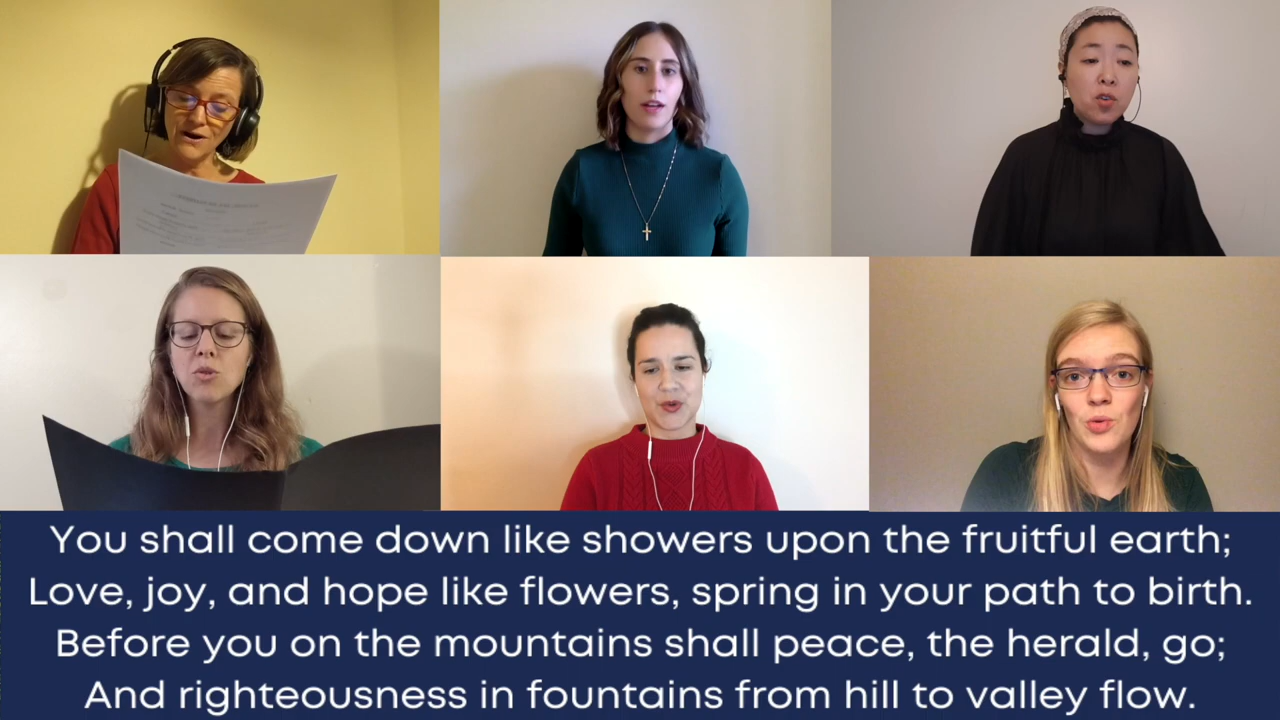 You shall come down like showers upon the fruitful earth;
Love, joy, and hope like flowers, spring in your path to birth.
Before you on the mountains shall peace, the herald, go;
And righteousness in fountains from hill to valley flow.